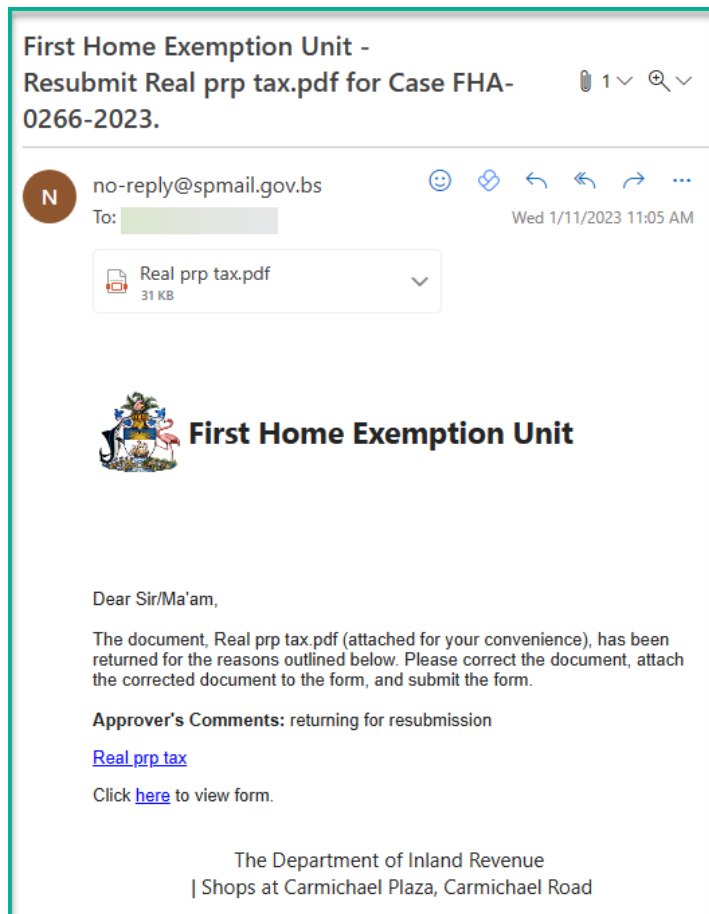 First Home Exemption Unit -
Resubmit Real prp tax.pdf for Case FHA-
0266-2023.
1
N
no-reply@spmail.gov.bs
To:
Wed 1/11/2023 11:05 AM
Real prp tax.pdf
31 KB
First Home Exemption Unit
Dear Sir/Ma'am,
The document, Real prp tax.pdf (attached for your convenience), has been
returned for the reasons outlined below. Please correct the document, attach
the corrected document to the form, and submit the form.
Approver's Comments: returning for resubmission
Real prp tax
Click here to view form.
The Department of Inland Revenue
| Shops at Carmichael Plaza, Carmichael Road